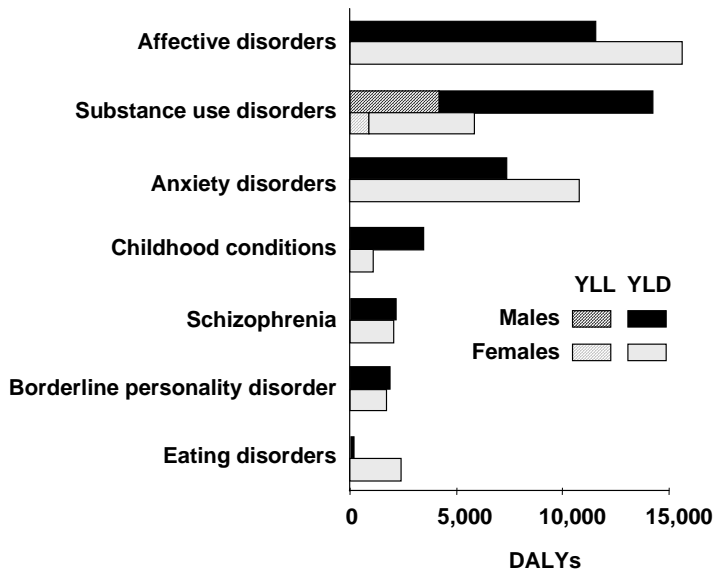 Affective disorders
Substance use disorders
Anxiety disorders
Childhood conditions
YLL YLD
Schizophrenia
Males
Females
Borderline personality disorder
Eating disorders
0 5,000 10,000 15,000
DALYs